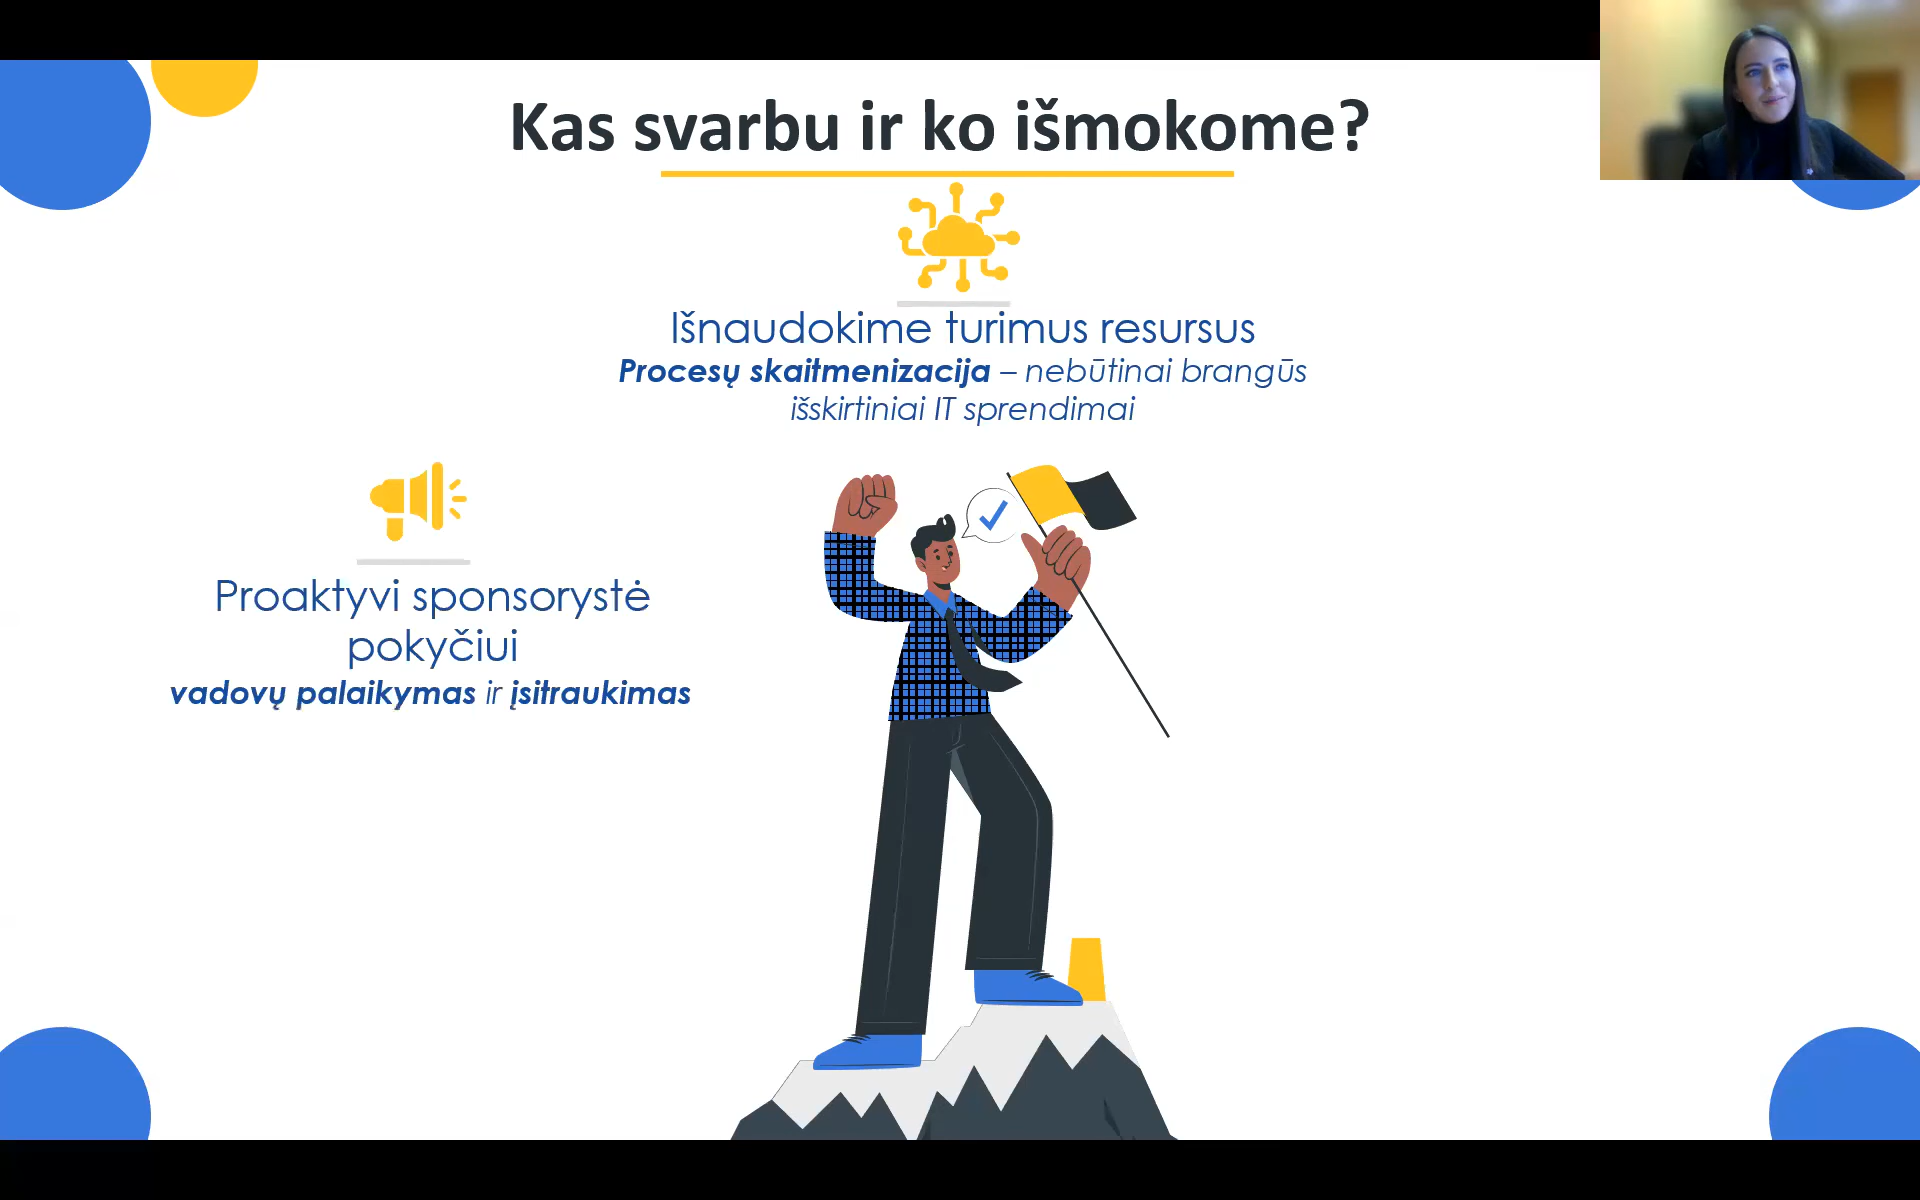 Kas svarbu ir ko išmokome?
Išnaudokime turimus resursus
Procesų skaitmenizacija – nebūtinai brangūs
išskirtiniai IT sprendimai
Proaktyvi sponsorystė
pokyčiui
vadovų palaikymas ir įsitraukimas